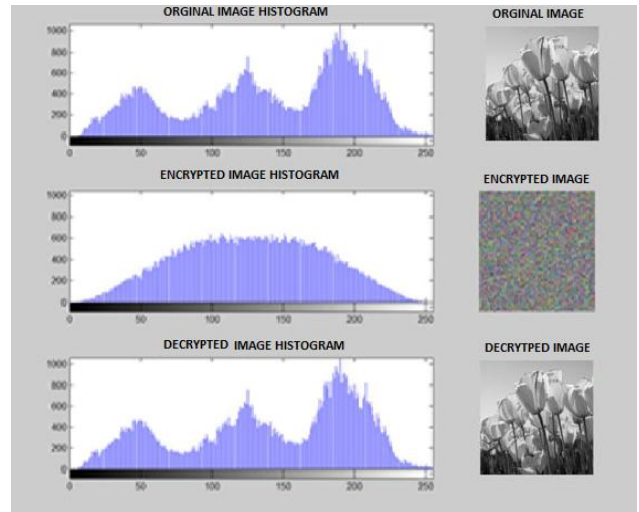 ORGINAL IMAGE HISTOGRAM
ORGINAL IMAGE
1000
800
600
400
200
0
0 50 100 150 200 250
ENCRYPTED IMAGE HISTOGRAM
ENCRYPTED IMAGE
1000
800
600
400
200
0
0 50 100 150 200 250
DECRYPTED IMAGE HISTOGRAM
DECRYTPED IMAGE
1000
800
600
400
200
0
0 50 100 150 200 250